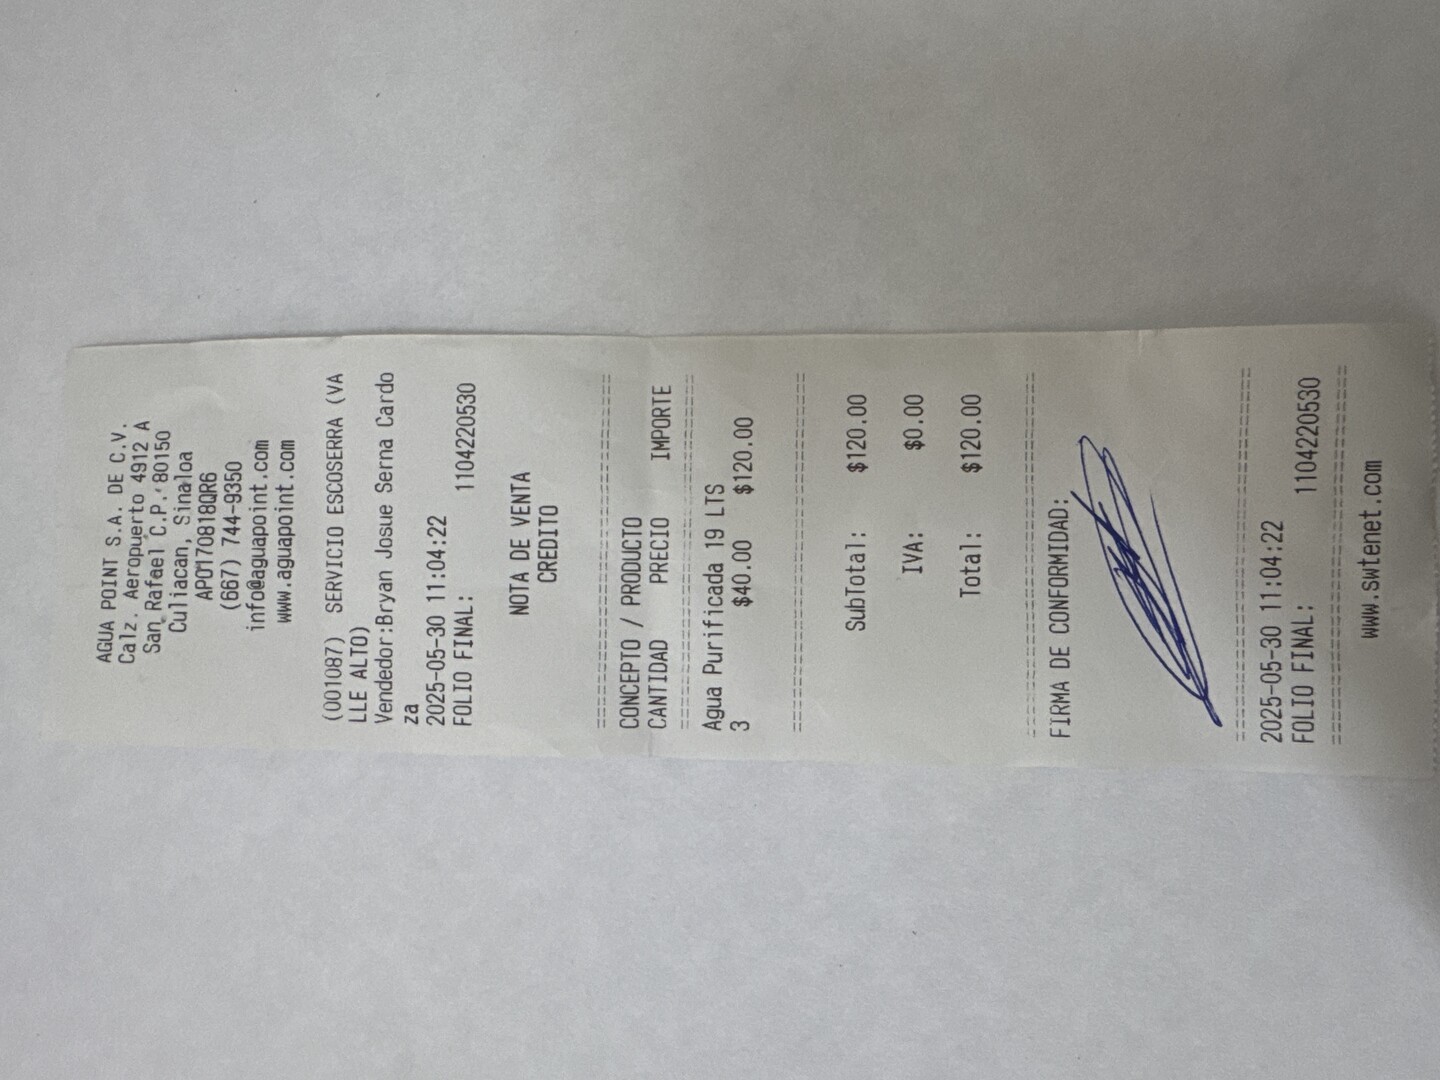 AGUA POINT S.A. DE C.V.
Calz. Aeropuerto 4912 A
San Rafael C.P. 80150
Culiacan, Sinaloa
APO170818QR6
(667) 744-9350
info@aguapoint.com
www.aguapoint.com
(001087) SERVICIO ESCOSERRA (VA
LLE ALTO)
Vendedor:Bryan Josue Serna Cardo
za
2025-05-30 11:04:22
FOLIO FINAL: 1104220530
NOTA DE VENTA
CREDITO
================================
CONCEPTO / PRODUCTO
CANTIDAD PRECIO IMPORTE
================================
Agua Purificada 19 LTS
3 $40.00 $120.00
================================
SubTotal: $120.00
IVA: $0.00
Total: $120.00
================================
FIRMA DE CONFORMIDAD:
================================
2025-05-30 11:04:22
FOLIO FINAL: 1104220530
================================
www.swtenet.com